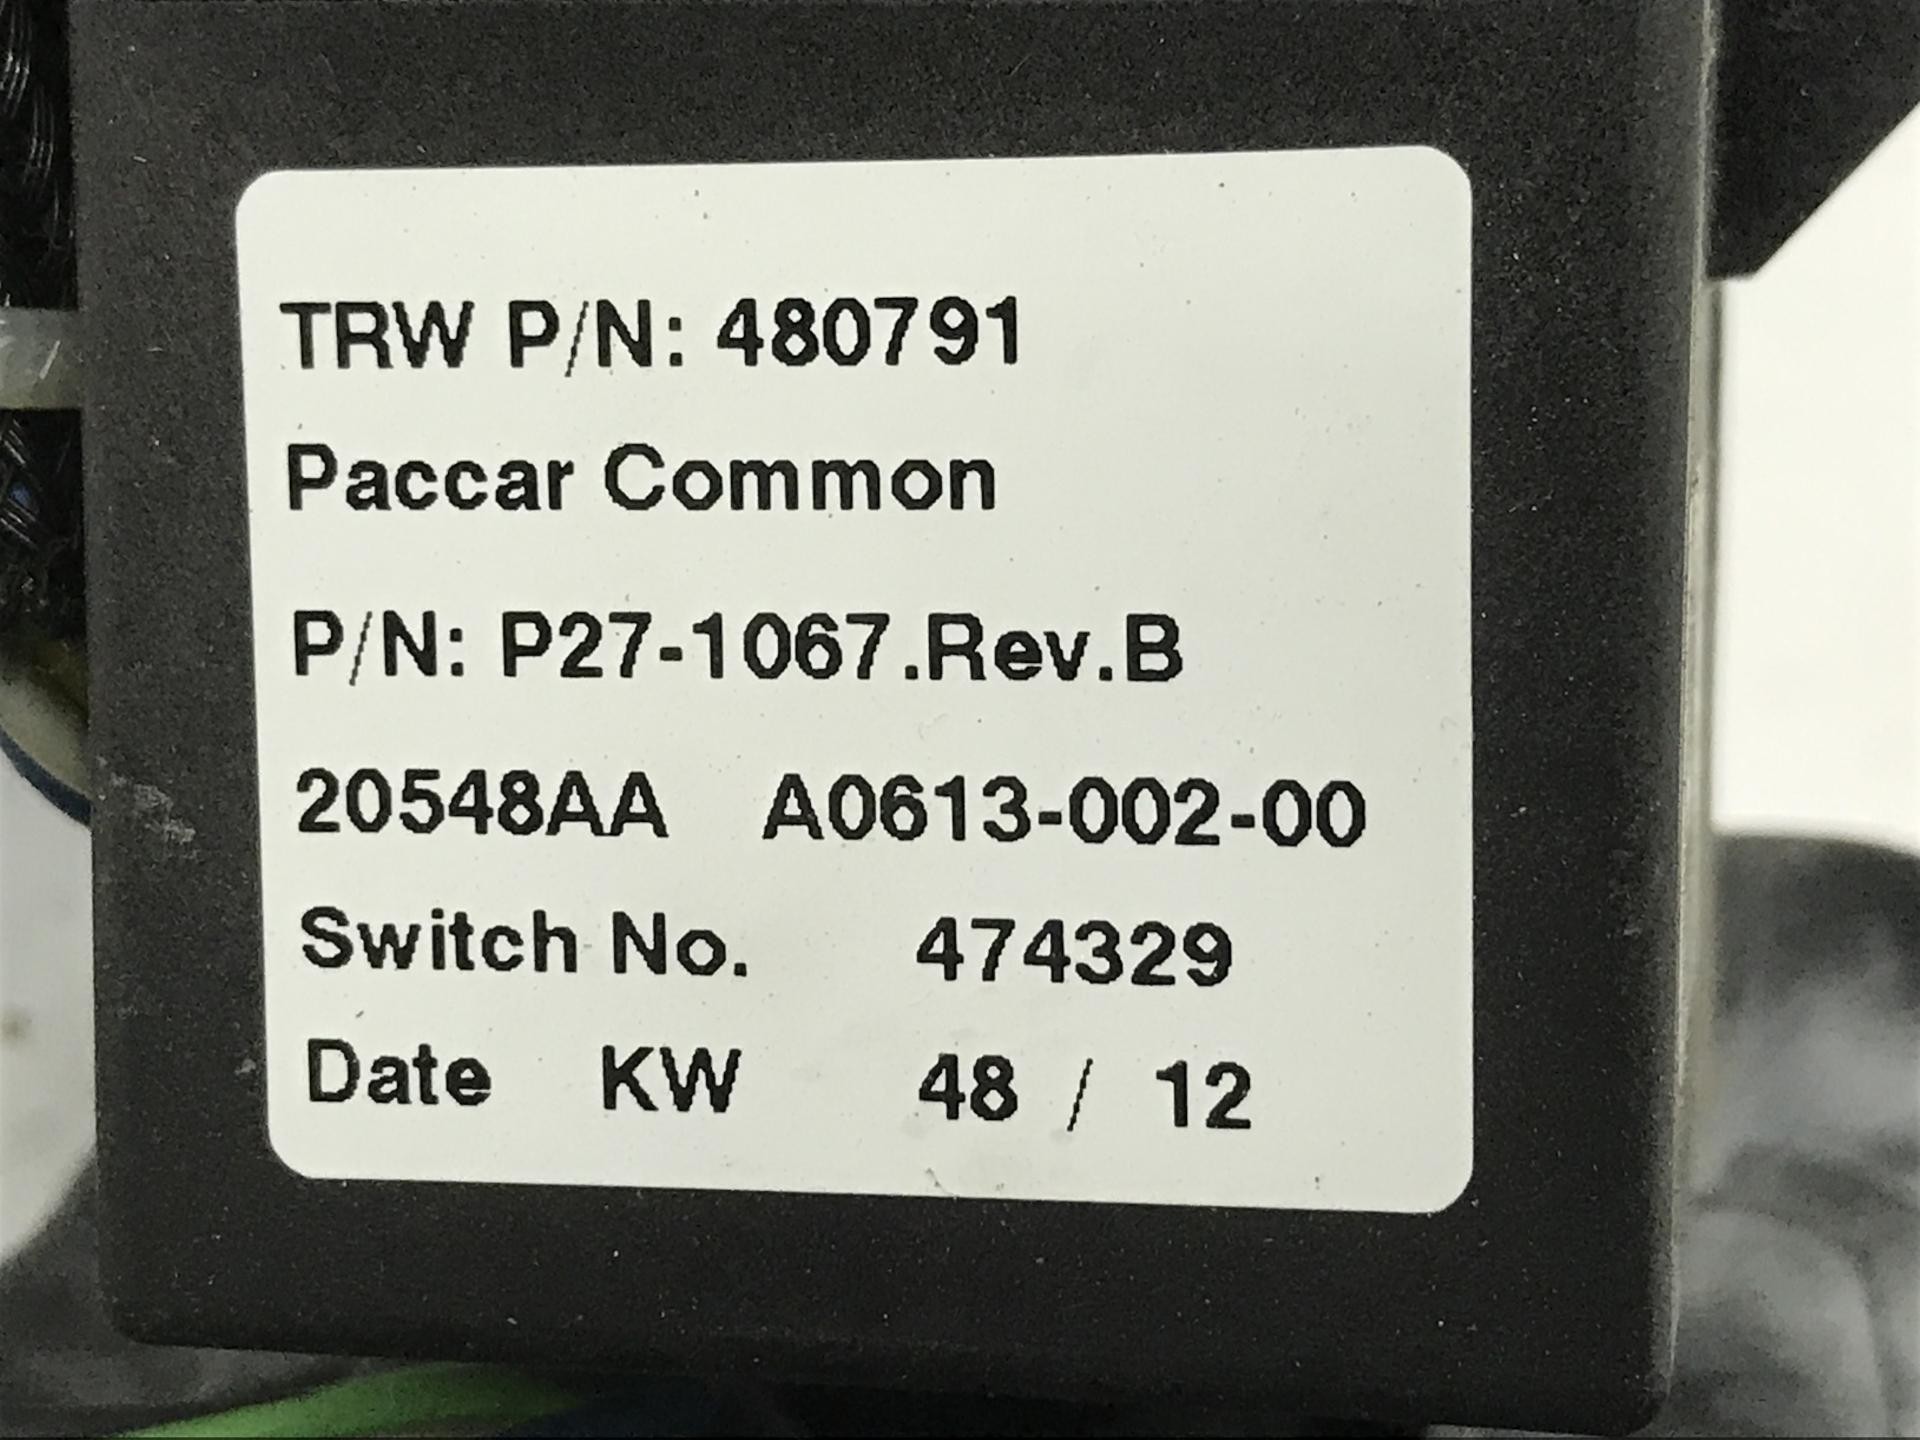 TRW P/N: 480791
Paccar Common
P/N: P27-1067.Rev.B
20548AA A0613-002-00
Switch No. 474329
Date KW 48 / 12